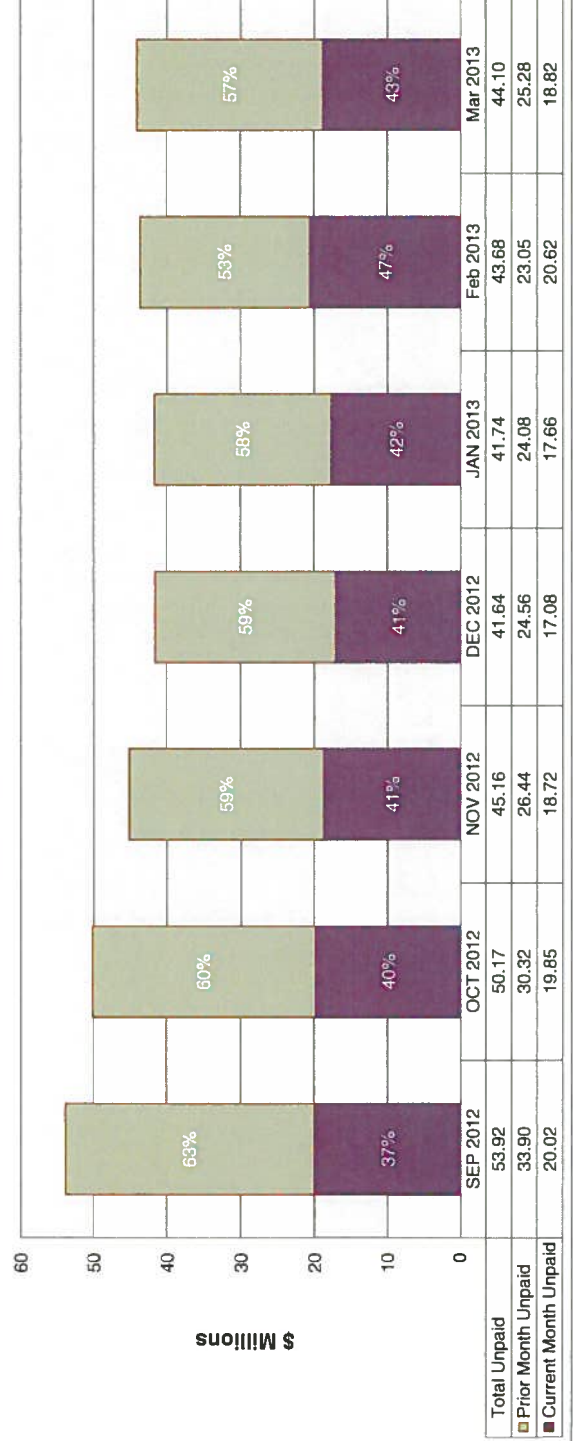 $ Millions
60
50
40
30
20
10
0
63% 60% 59% 59% 58% 53% 57%
37% 40% 41% 41% 42% 47% 43%
SEP 2012 OCT 2012 NOV 2012 DEC 2012 JAN 2013 Feb 2013 Mar 2013
Total Unpaid 53.92 50.17 45.16 41.64 41.74 43.68 44.10
Prior Month Unpaid 33.90 30.32 26.44 24.56 24.08 23.05 25.28
Current Month Unpaid 20.02 19.85 18.72 17.08 17.66 20.62 18.82